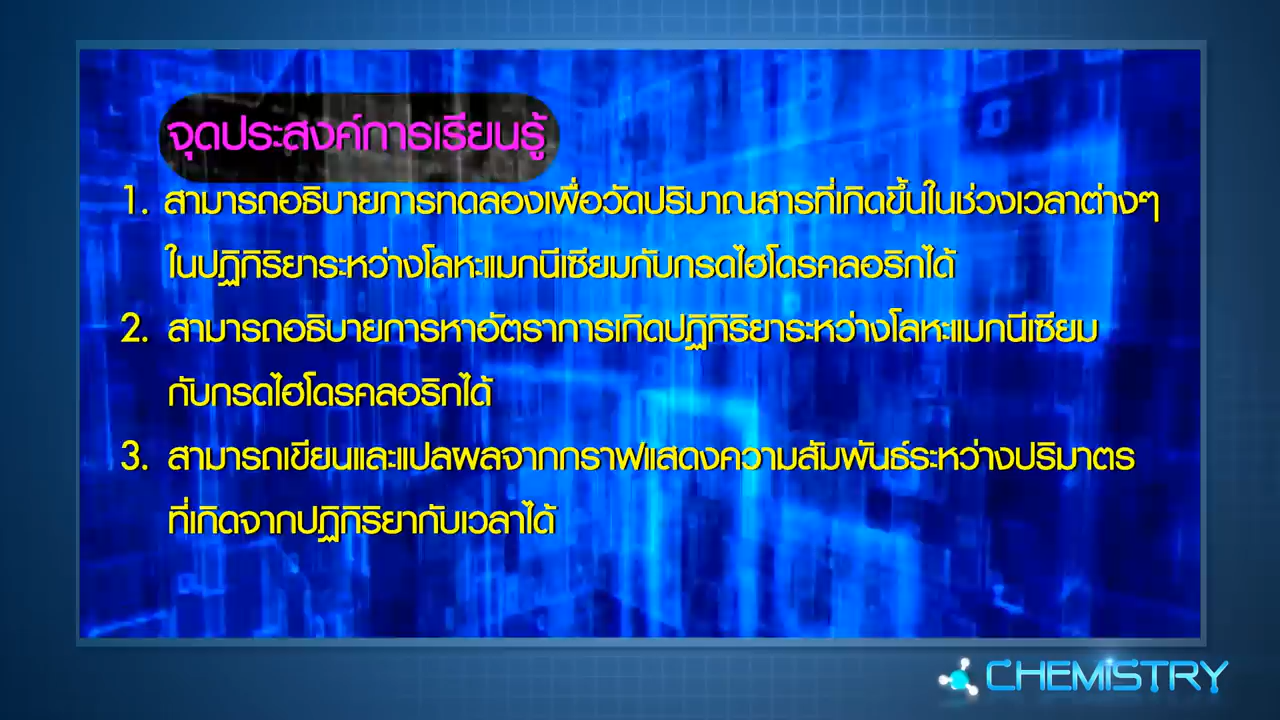 จุดประสงค์การเรียนรู้
1. สามารถอธิบายการทดลองเพื่อวัดปริมาณสารที่เกิดขึ้นในช่วงเวลาต่างๆ
ในปฏิกิริยาระหว่างโลหะแมกนีเซียมกับกรดไฮโดรคลอริกได้
2. สามารถอธิบายการหาอัตราการเกิดปฏิกิริยาระหว่างโลหะแมกนีเซียม
กับกรดไฮโดรคลอริกได้
3. สามารถเขียนและแปลผลจากกราฟแสดงความสัมพันธ์ระหว่างปริมาตร
ที่เกิดจากปฏิกิริยากับเวลาได้
CHEMISTRY